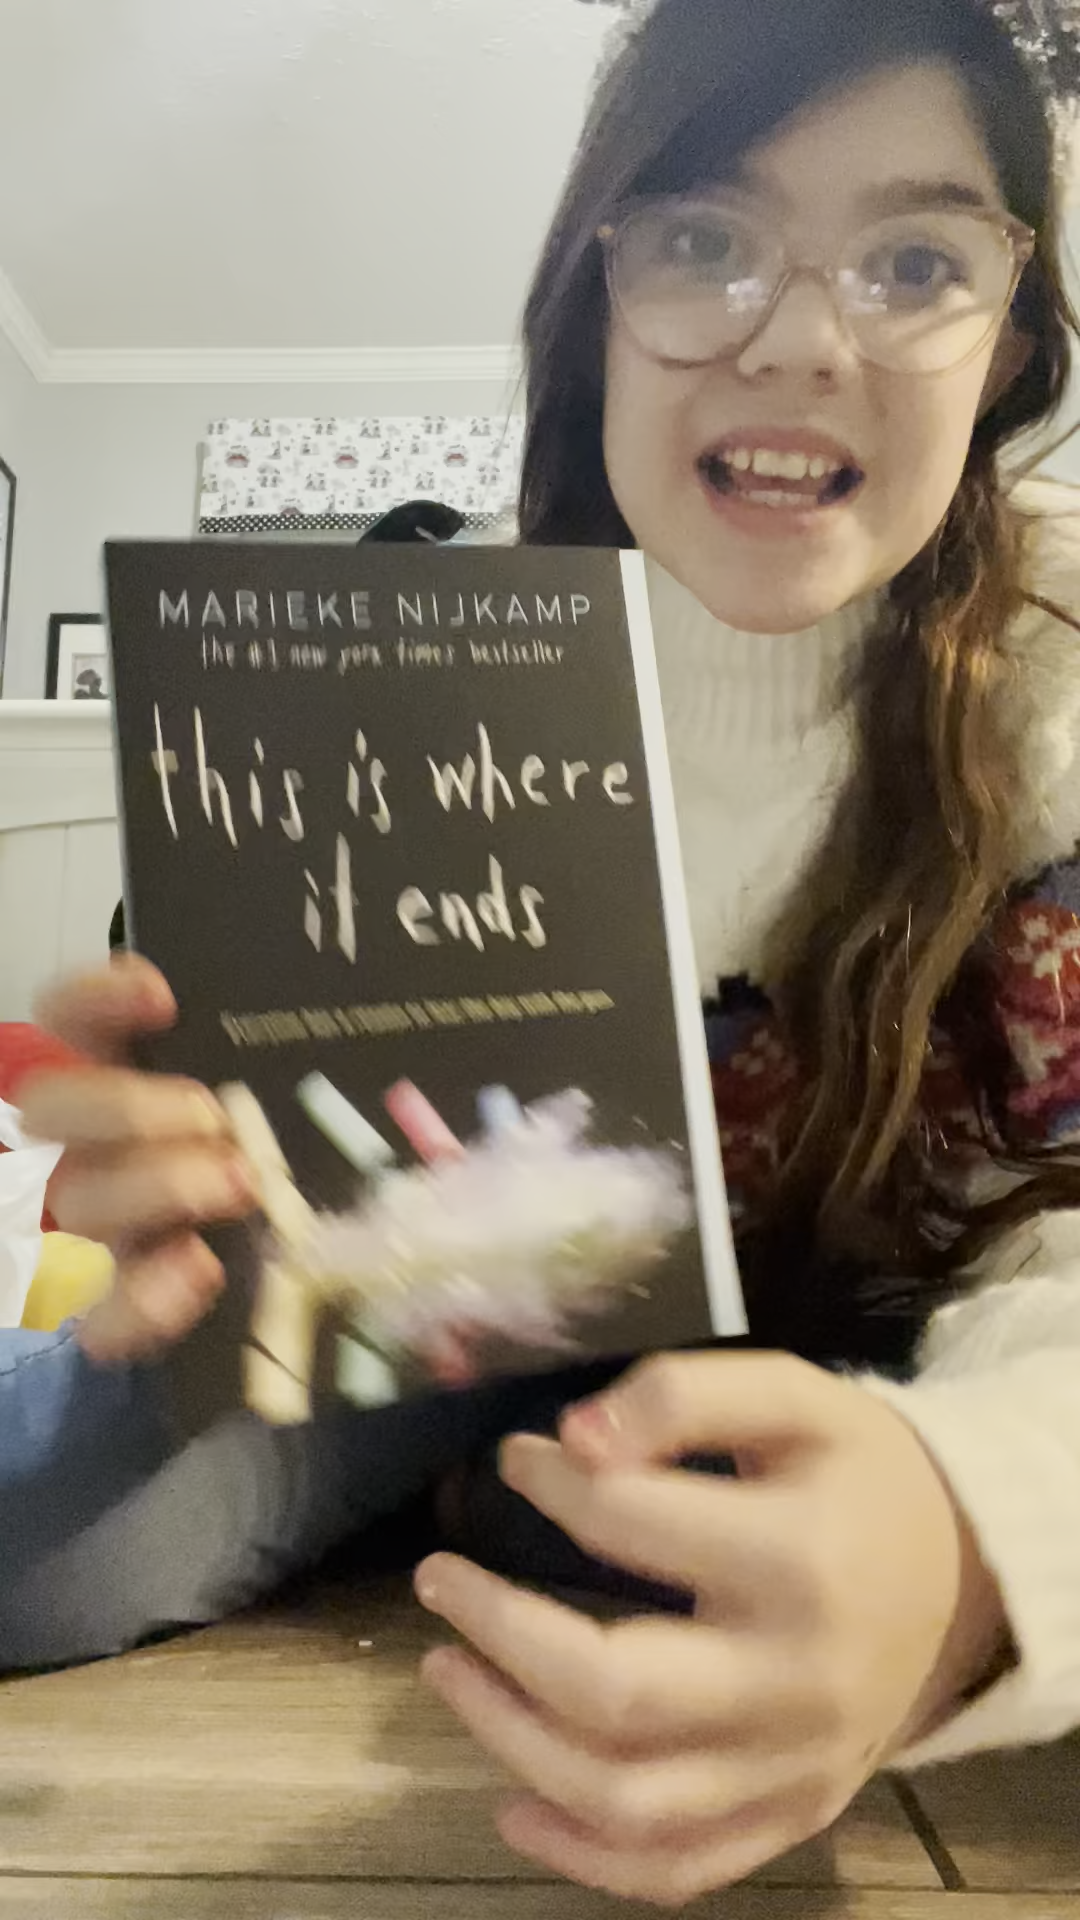 MARIEKE NIJKAMP
the #1 new york times bestseller
this is where
it ends